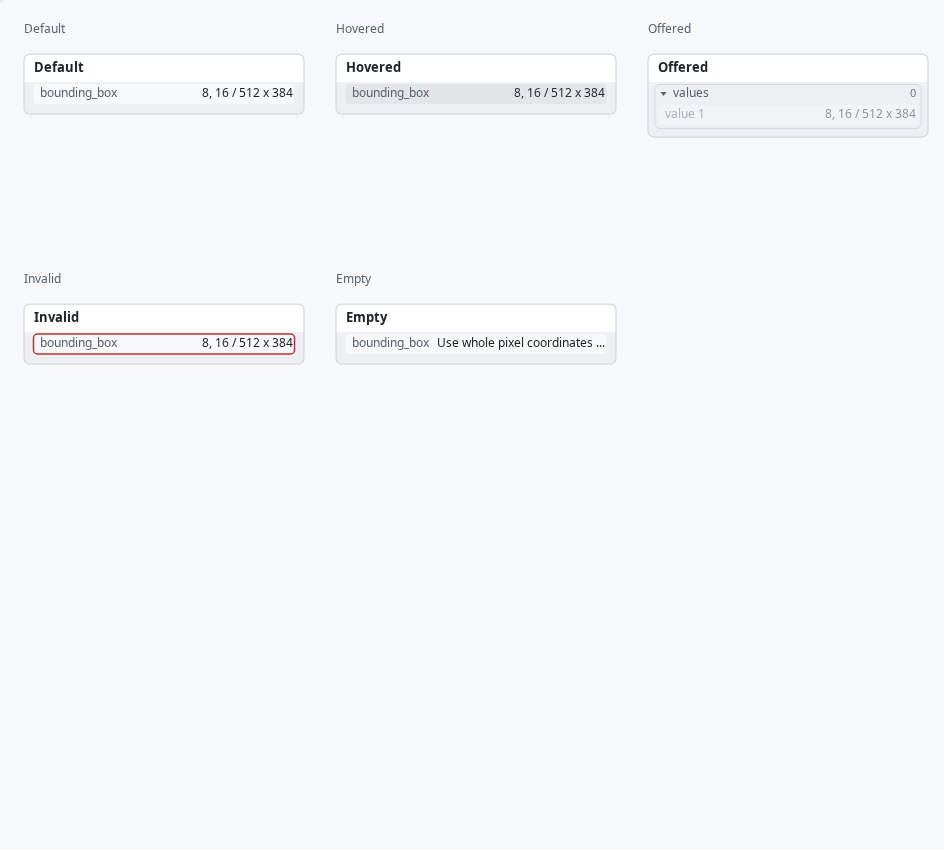 Default
Hovered
Offered
Default
bounding_box 8, 16 / 512 x 384
Hovered
bounding_box 8, 16 / 512 x 384
Offered
values 0
value 1 8, 16 / 512 x 384
Invalid
Empty
Invalid
bounding_box 8, 16 / 512 x 384
Empty
bounding_box Use whole pixel coordinates ...